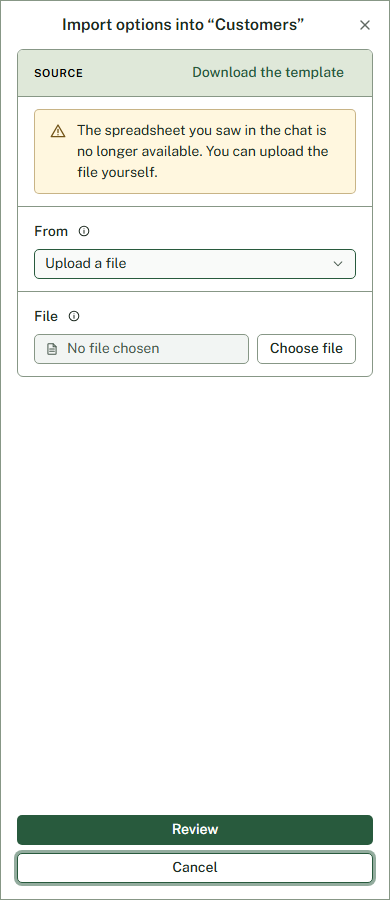 Import options into “Customers”
SOURCE
Download the template
The spreadsheet you saw in the chat is
no longer available. You can upload the
file yourself.
From
Upload a file
File
No file chosen
Choose file
Review
Cancel